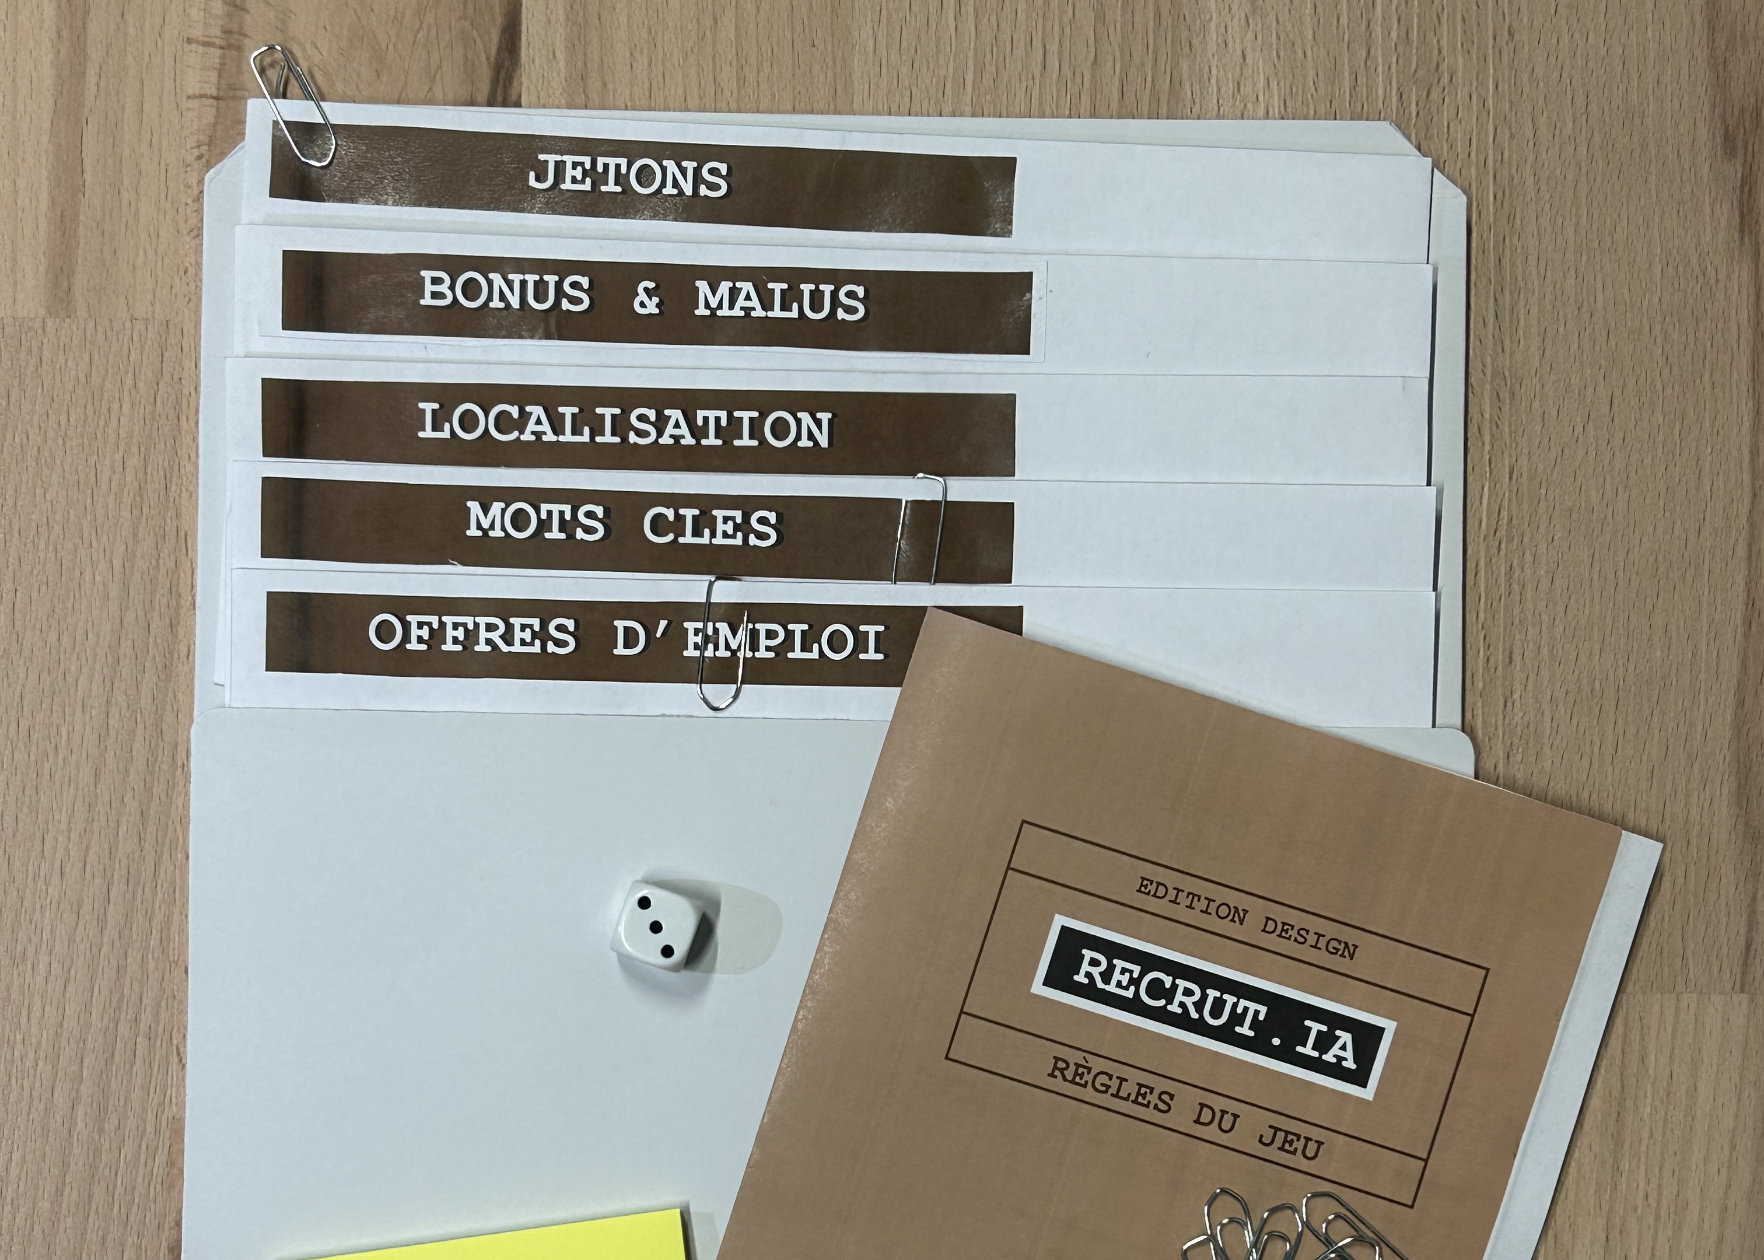 JETONS
BONUS & MALUS
LOCALISATION
MOTS CLES
OFFRES D'EMPLOI
EDITION DESIGN
RECRUT.IA
RÈGLES DU JEU